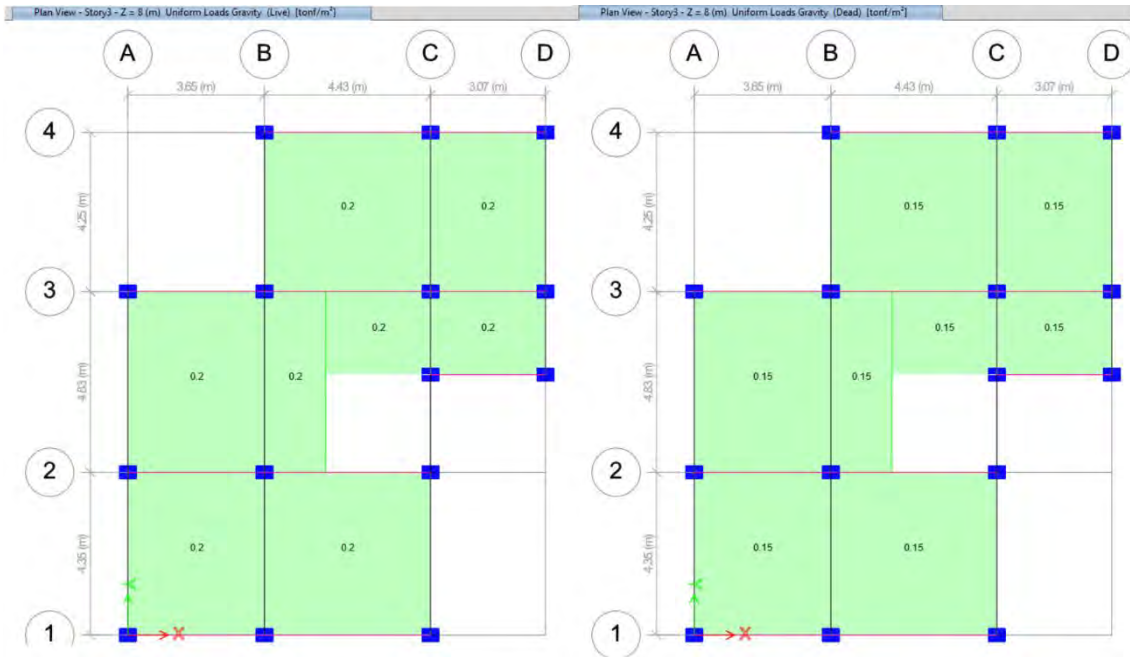 Plan View - Story3 - Z = 8 (m) Uniform Loads Gravity (Live) [tonf/m²]
A B C D
3.65 (m) 4.43 (m) 3.07 (m)
4
4.25 (m)
0.2 0.2
3
4.83 (m)
0.2 0.2
0.2 0.2
2
4.35 (m)
0.2 0.2
1
X
Plan View - Story3 - Z = 8 (m) Uniform Loads Gravity (Dead) [tonf/m²]
A B C D
3.65 (m) 4.43 (m) 3.07 (m)
4
4.25 (m)
0.15 0.15
3
4.83 (m)
0.15 0.15
0.15 0.15
2
4.35 (m)
0.15 0.15
1
X